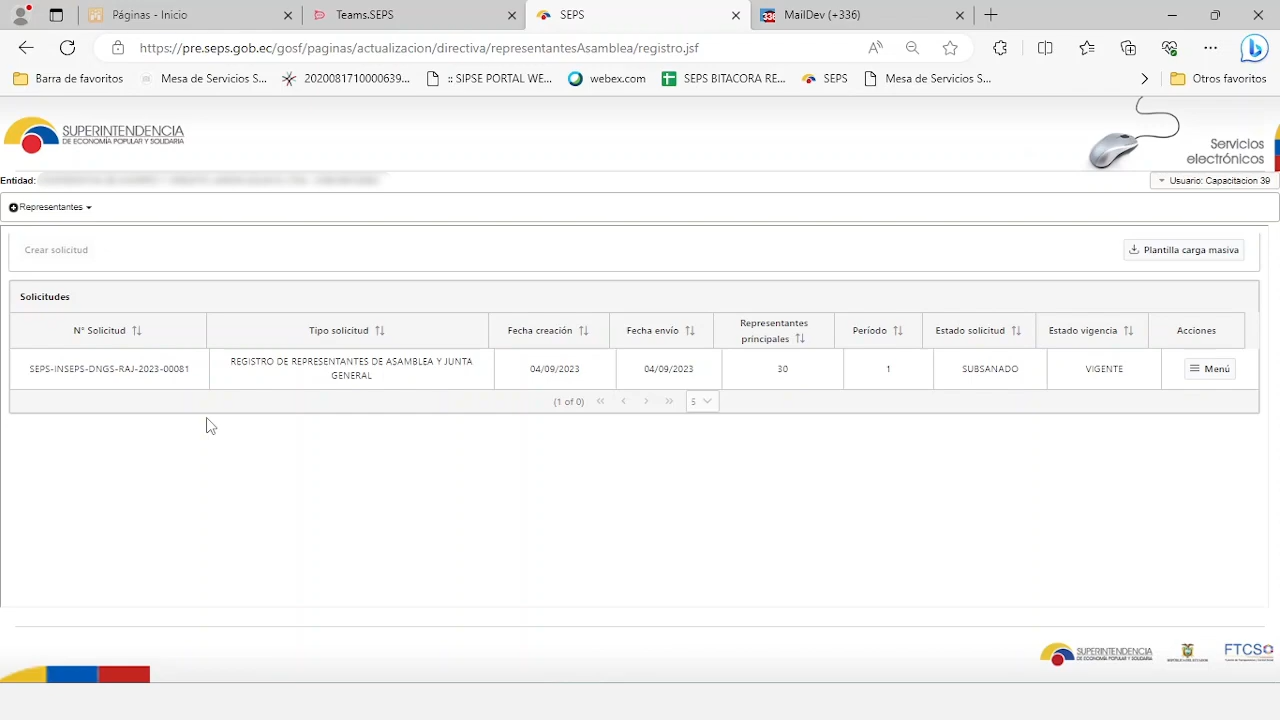 Páginas - Inicio
Teams.SEPS
SEPS
MailDev (+336)
https://pre.seps.gob.ec/gosf/paginas/actualizacion/directiva/representantesAsamblea/registro.jsf
Barra de favoritos
Mesa de Servicios S...
2020081710000639...
:: SIPSE PORTAL WE...
webex.com
SEPS BITACORA RE...
SEPS
Mesa de Servicios S...
Otros favoritos
SUPERINTENDENCIA
DE ECONOMÍA POPULAR Y SOLIDARIA
Servicios
electrónicos
Entidad:
Usuario: Capacitacion 39
Representantes
Crear solicitud
Plantilla carga masiva
Solicitudes
N° Solicitud
Tipo solicitud
Fecha creación
Fecha envío
Representantes
principales
Período
Estado solicitud
Estado vigencia
Acciones
SEPS-INSEPS-DNGS-RAJ-2023-00081
REGISTRO DE REPRESENTANTES DE ASAMBLEA Y JUNTA
GENERAL
04/09/2023
04/09/2023
30
1
SUBSANADO
VIGENTE
Menú
(1 of 0)
5
SUPERINTENDENCIA
DE ECONOMÍA POPULAR Y SOLIDARIA
FTCS